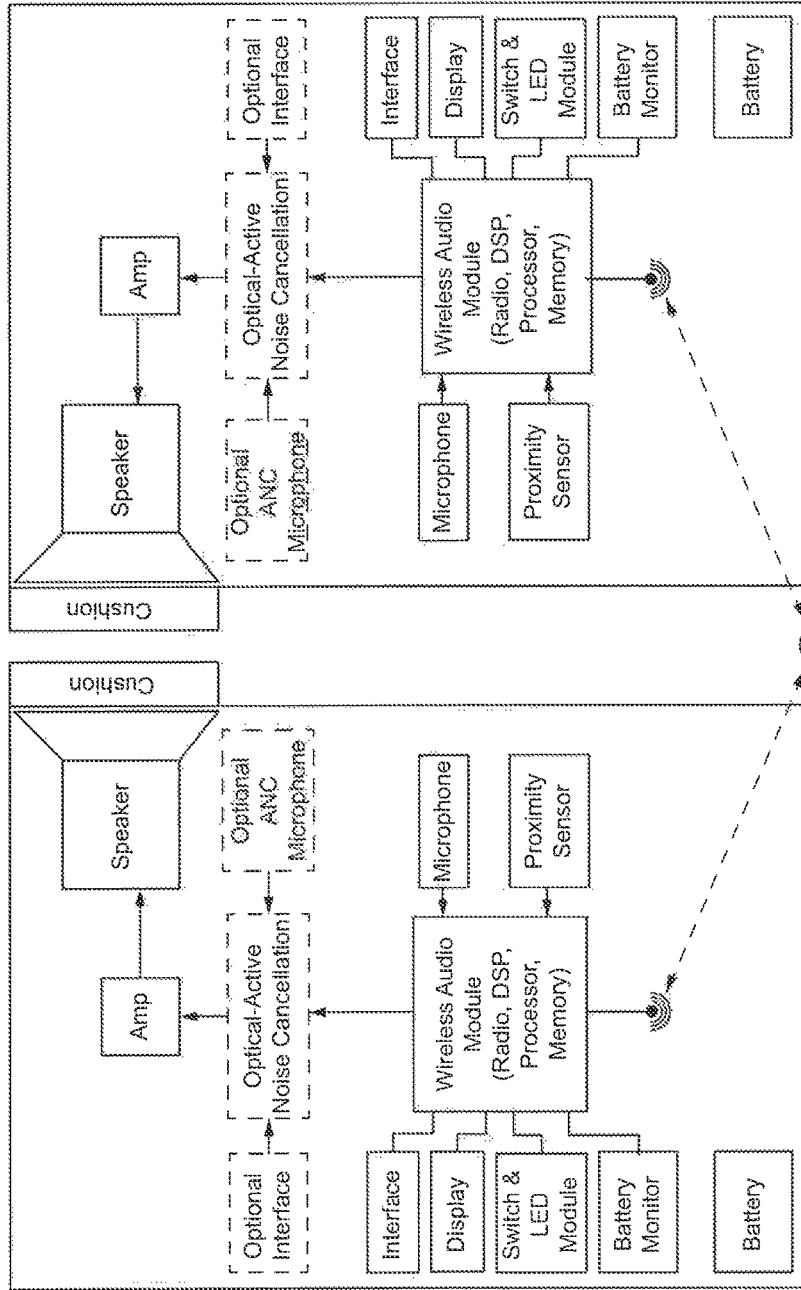 Cushion
Speaker
Amp
Optional
ANC
Microphone
Optical-Active
Noise Cancellation
Optional
Interface
Microphone
Proximity
Sensor
Wireless Audio
Module
(Radio, DSP,
Processor,
Memory)
Interface
Display
Switch &
LED
Module
Battery
Monitor
Battery
Cushion
Speaker
Amp
Optional
ANC
Microphone
Optical-Active
Noise Cancellation
Optional
Interface
Microphone
Proximity
Sensor
Wireless Audio
Module
(Radio, DSP,
Processor,
Memory)
Interface
Display
Switch &
LED
Module
Battery
Monitor
Battery